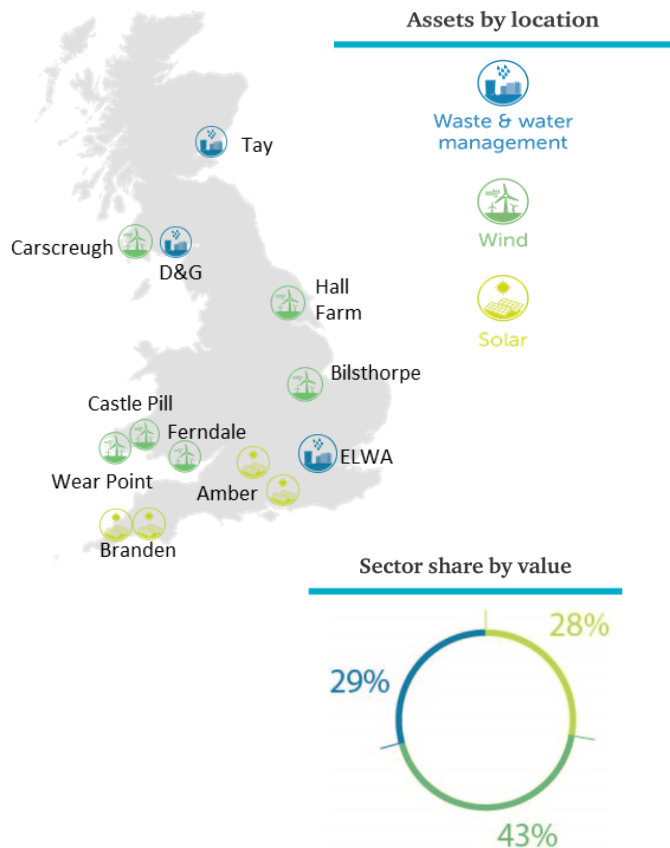 Assets by location
Waste & water
management
Wind
Solar
Tay
Carscreugh
D&G
Hall
Farm
Bilsthorpe
Castle Pill
Ferndale
Wear Point
ELWA
Amber
Branden
Sector share by value
28%
29%
43%